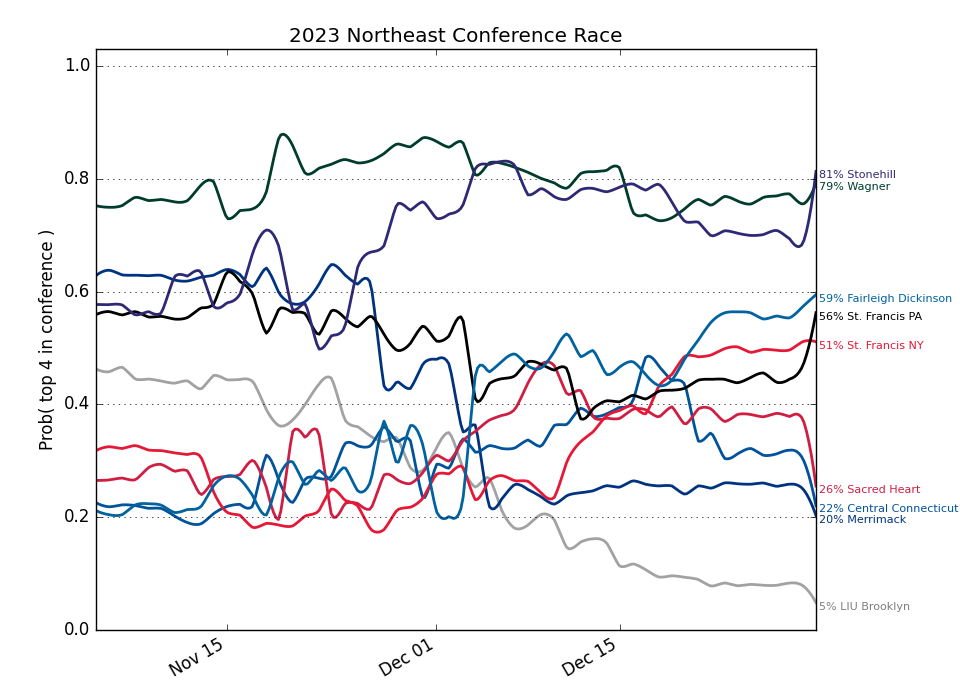 2023 Northeast Conference Race
Prob( top 4 in conference )
1.0
0.8
0.6
0.4
0.2
0.0
Nov 15
Dec 01
Dec 15
81% Stonehill
79% Wagner
59% Fairleigh Dickinson
56% St. Francis PA
51% St. Francis NY
26% Sacred Heart
22% Central Connecticut
20% Merrimack
5% LIU Brooklyn